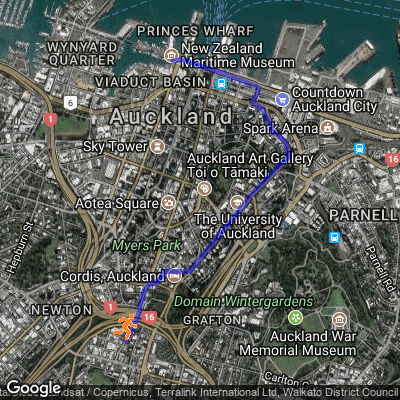 PRINCES WHARF
WYNYARD
QUARTER
New Zealand
Maritime Museum
VIADUCT BASIN
6
Countdown
Auckland City
1
Auckland
Spark Arena
Sky Tower
Auckland Art Gallery
Toi o Tāmaki
16
Aotea Square
The University
of Auckland
PARNELL
Hepburn St
Myers Park
Parnell Rd
Cordis, Auckland
NEWTON
1
16
Domain Wintergardens
GRAFTON
Auckland War
Memorial Museum
Carlton G
Google
andsat / Copernicus, Terralink International Ltd, Waikato District Council